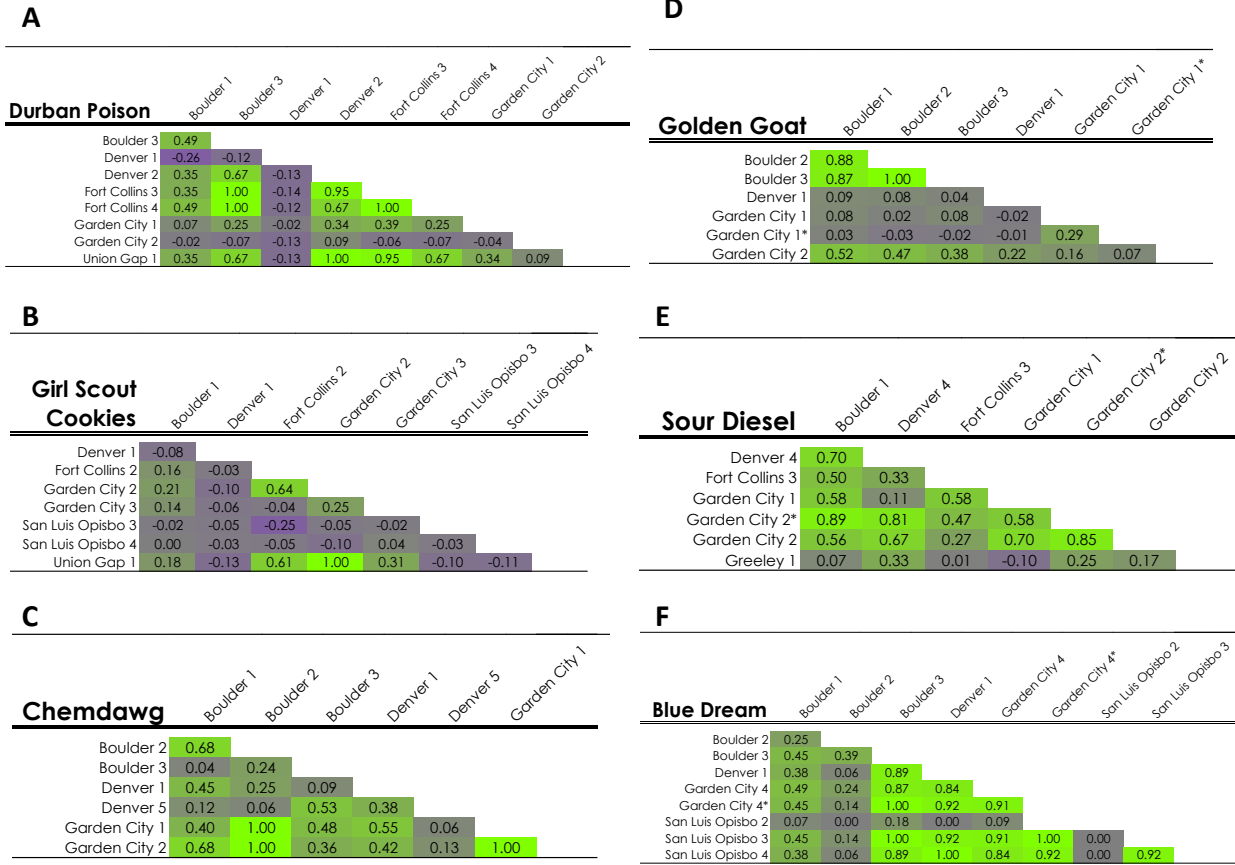 A
Durban Poison
Boulder 1 Boulder 3 Denver 1 Denver 2 Fort Collins 3 Fort Collins 4 Garden City 1 Garden City 2
Boulder 3 0.49
Denver 1 -0.26 -0.12
Denver 2 0.35 0.67 -0.13
Fort Collins 3 0.35 1.00 -0.14 0.95
Fort Collins 4 0.49 1.00 -0.12 0.67 1.00
Garden City 1 0.07 0.25 -0.02 0.34 0.39 0.25
Garden City 2 -0.02 -0.07 -0.13 0.09 -0.06 -0.07 -0.04
Union Gap 1 0.35 0.67 -0.13 1.00 0.95 0.67 0.34 0.09
B
Girl Scout
Cookies
Boulder 1 Denver 1 Fort Collins 2 Garden City 2 Garden City 3 San Luis Opisbo 3 San Luis Opisbo 4
Denver 1 -0.08
Fort Collins 2 0.16 -0.03
Garden City 2 0.21 -0.10 0.64
Garden City 3 0.14 -0.06 -0.04 0.25
San Luis Opisbo 3 -0.02 -0.05 -0.25 -0.05 -0.02
San Luis Opisbo 4 0.00 -0.03 -0.05 -0.10 0.04 -0.03
Union Gap 1 0.18 -0.13 0.61 1.00 0.31 -0.10 -0.11
C
Chemdawg
Boulder 1 Boulder 2 Boulder 3 Denver 1 Denver 5 Garden City 1
Boulder 2 0.68
Boulder 3 0.04 0.24
Denver 1 0.45 0.25 0.09
Denver 5 0.12 0.06 0.53 0.38
Garden City 1 0.40 1.00 0.48 0.55 0.06
Garden City 2 0.68 1.00 0.36 0.42 0.13 1.00
D
Golden Goat
Boulder 1 Boulder 2 Boulder 3 Denver 1 Garden City 1 Garden City 1*
Boulder 2 0.88
Boulder 3 0.87 1.00
Denver 1 0.09 0.08 0.04
Garden City 1 0.08 0.02 0.08 -0.02
Garden City 1* 0.03 -0.03 -0.02 -0.01 0.29
Garden City 2 0.52 0.47 0.38 0.22 0.16 0.07
E
Sour Diesel
Boulder 1 Denver 4 Fort Collins 3 Garden City 1 Garden City 2* Garden City 2
Denver 4 0.70
Fort Collins 3 0.50 0.33
Garden City 1 0.58 0.11 0.58
Garden City 2* 0.89 0.81 0.47 0.58
Garden City 2 0.56 0.67 0.27 0.70 0.85
Greeley 1 0.07 0.33 0.01 -0.10 0.25 0.17
F
Blue Dream
Boulder 1 Boulder 2 Boulder 3 Denver 1 Garden City 4 Garden City 4* San Luis Opisbo 2 San Luis Opisbo 3
Boulder 2 0.25
Boulder 3 0.45 0.39
Denver 1 0.38 0.06 0.89
Garden City 4 0.49 0.24 0.87 0.84
Garden City 4* 0.45 0.14 1.00 0.92 0.91
San Luis Opisbo 2 0.07 0.00 0.18 0.00 0.09
San Luis Opisbo 3 0.45 0.14 1.00 0.92 0.91 1.00 0.00
San Luis Opisbo 4 0.38 0.06 0.89 1.00 0.84 0.92 0.00 0.92